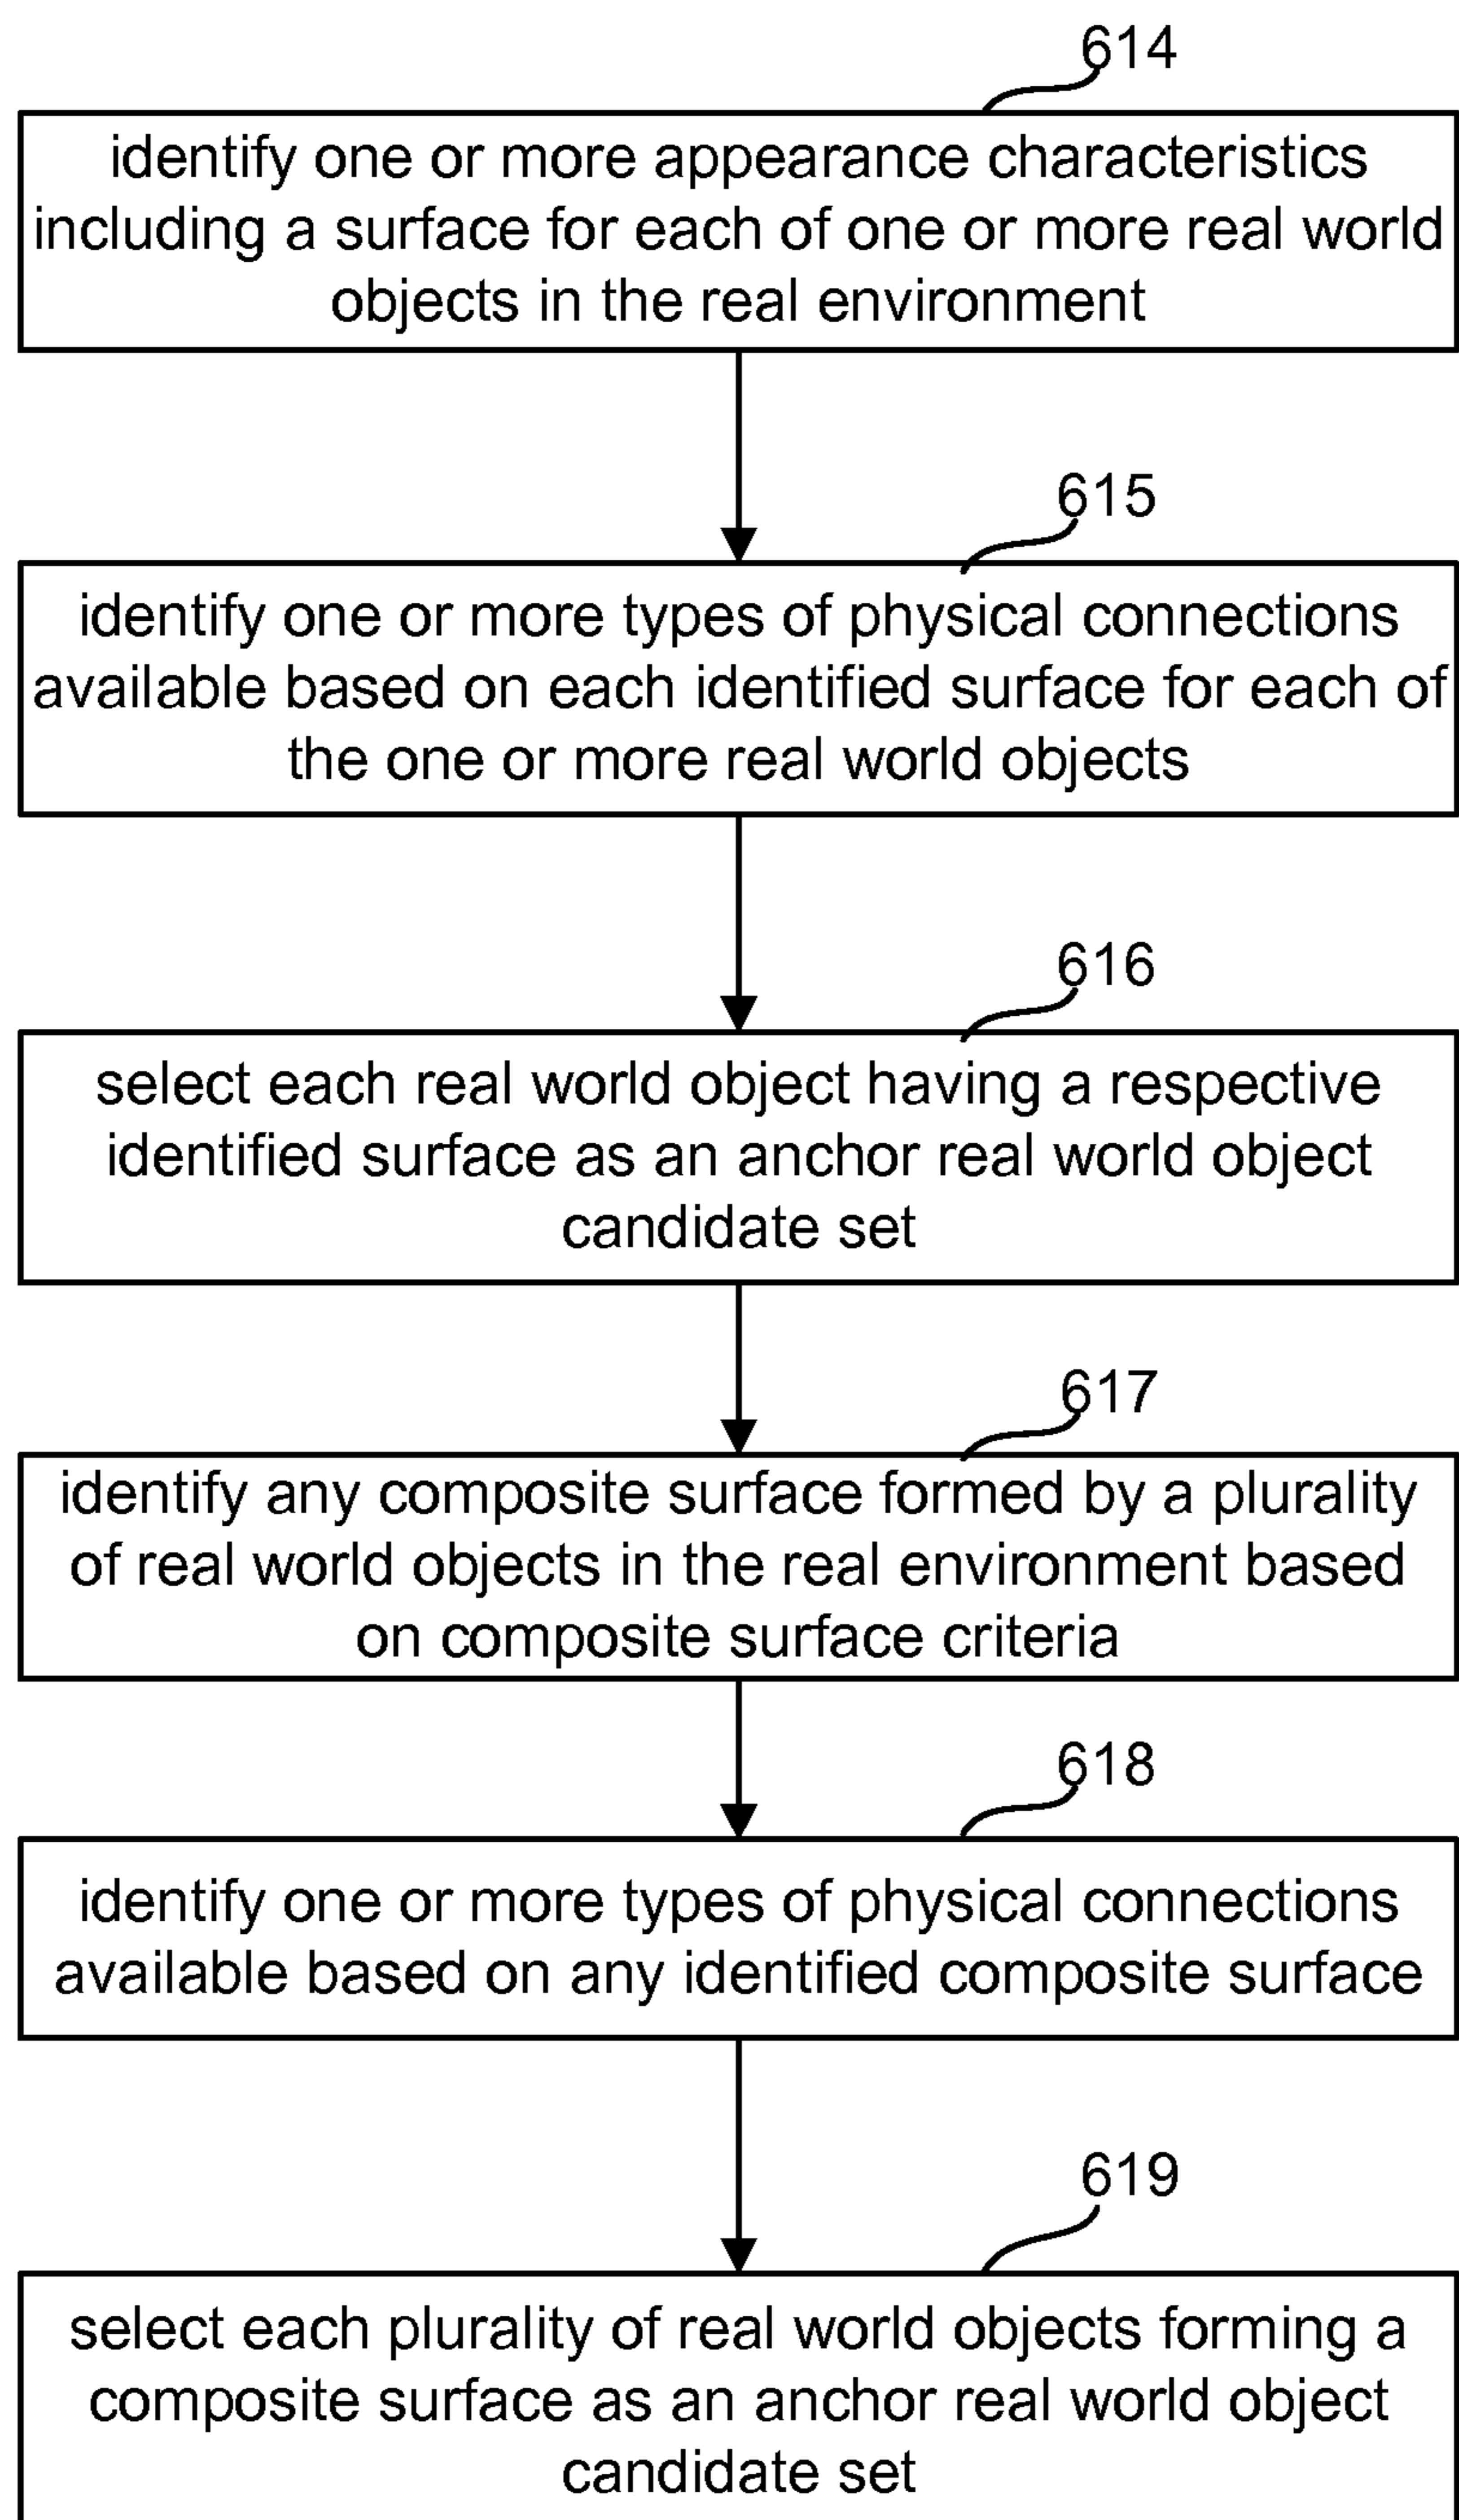 614
identify one or more appearance characteristics
including a surface for each of one or more real world
objects in the real environment
615
identify one or more types of physical connections
available based on each identified surface for each of
the one or more real world objects
616
select each real world object having a respective
identified surface as an anchor real world object
candidate set
617
identify any composite surface formed by a plurality
of real world objects in the real environment based
on composite surface criteria
618
identify one or more types of physical connections
available based on any identified composite surface
619
select each plurality of real world objects forming a
composite surface as an anchor real world object
candidate set